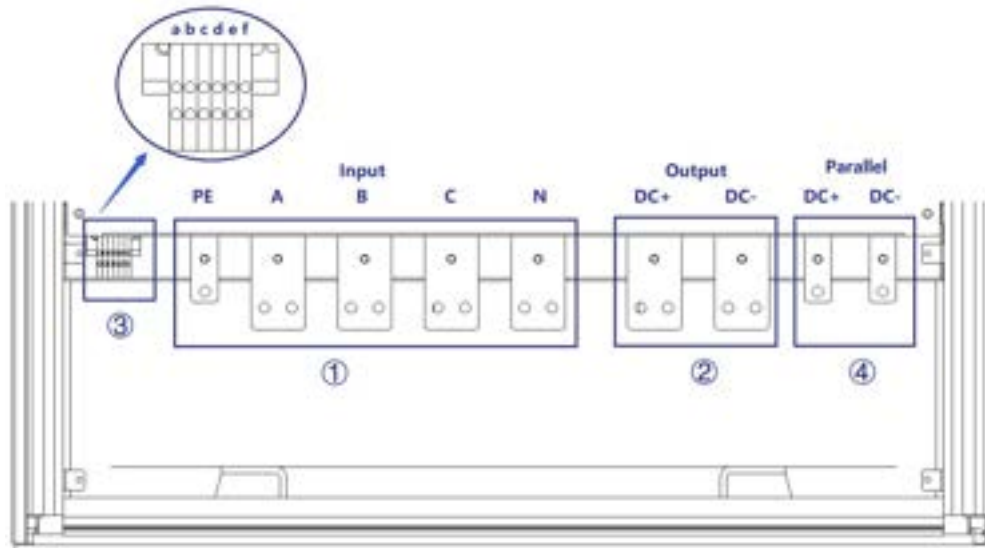 a b c d e f
Input
Output
Parallel
PE
A
B
C
N
DC+
DC-
DC+
DC-
③
①
②
④